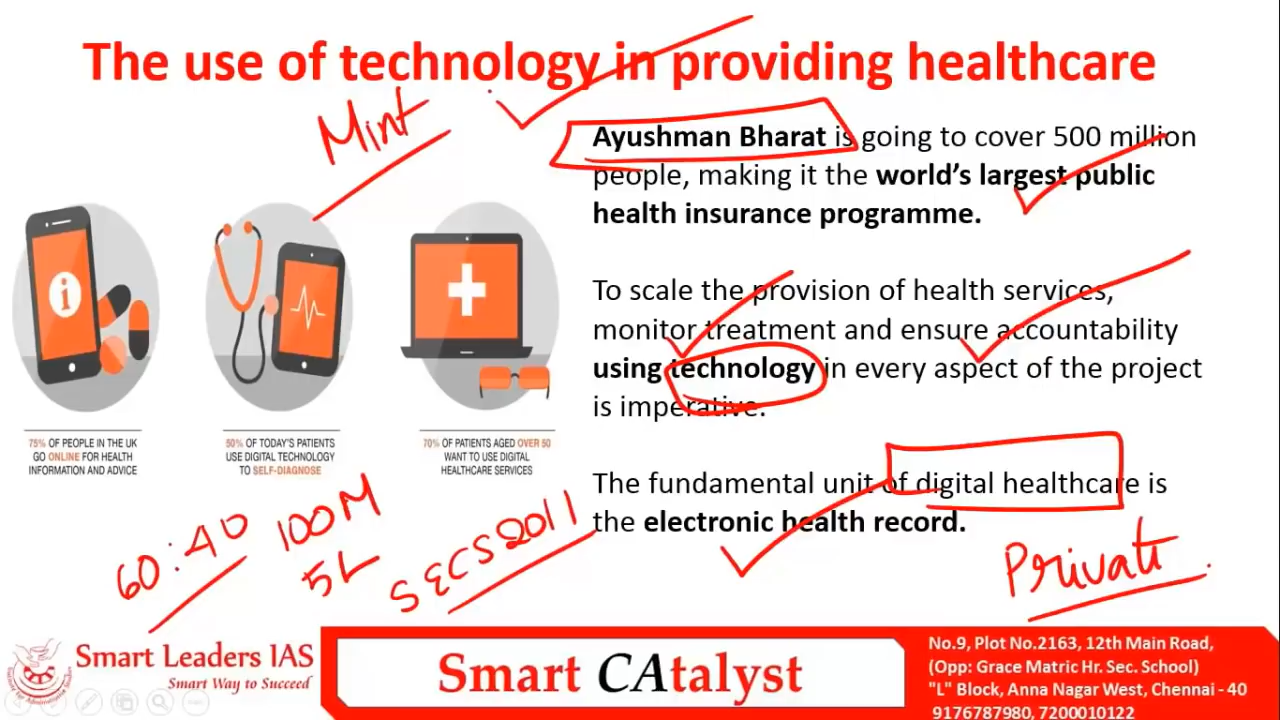 The use of technology in providing healthcare
Mint
Ayushman Bharat is going to cover 500 million
people, making it the world's largest public
health insurance programme.
To scale the provision of health services,
monitor treatment and ensure accountability
using technology in every aspect of the project
is imperative.
The fundamental unit of digital healthcare is
the electronic health record.
75% OF PEOPLE IN THE UK
GO ONLINE FOR HEALTH
INFORMATION AND ADVICE
50% OF TODAY'S PATIENTS
USE DIGITAL TECHNOLOGY
TO SELF-DIAGNOSE
70% OF PATIENTS AGED OVER 50
WANT TO USE DIGITAL
HEALTHCARE SERVICES
60:40
100M
5L
SECS2011
Private
Smart Leaders IAS
Smart Way to Succeed
Smart CAtalyst
No.9, Plot No.2163, 12th Main Road,
(Opp: Grace Matric Hr. Sec. School)
"L" Block, Anna Nagar West, Chennai - 40
9176787980, 7200010122